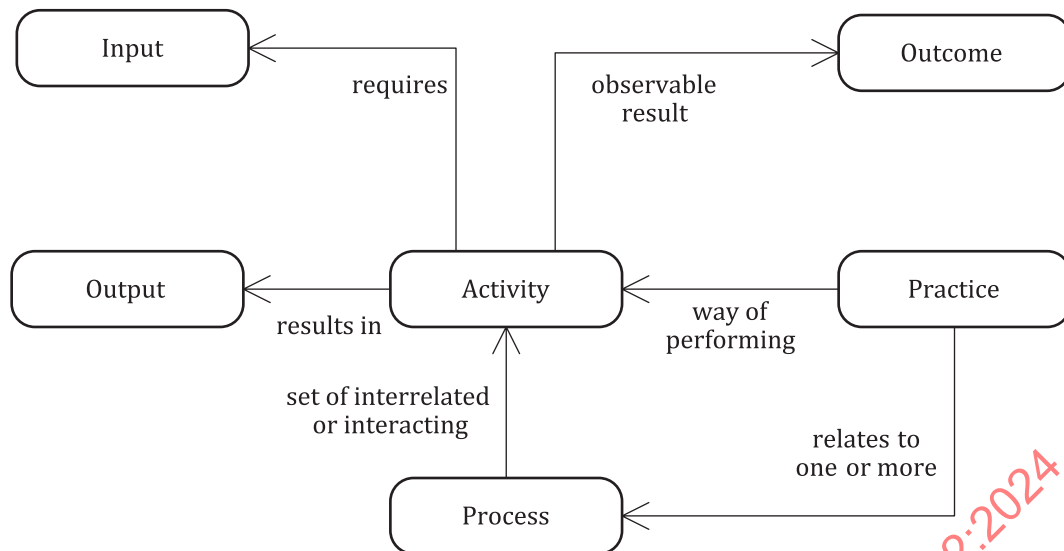 Input
Outcome
requires
observable
result
Output
Activity
Practice
results in
way of
performing
set of interrelated
or interacting
relates to
one or more
Process
2:2024